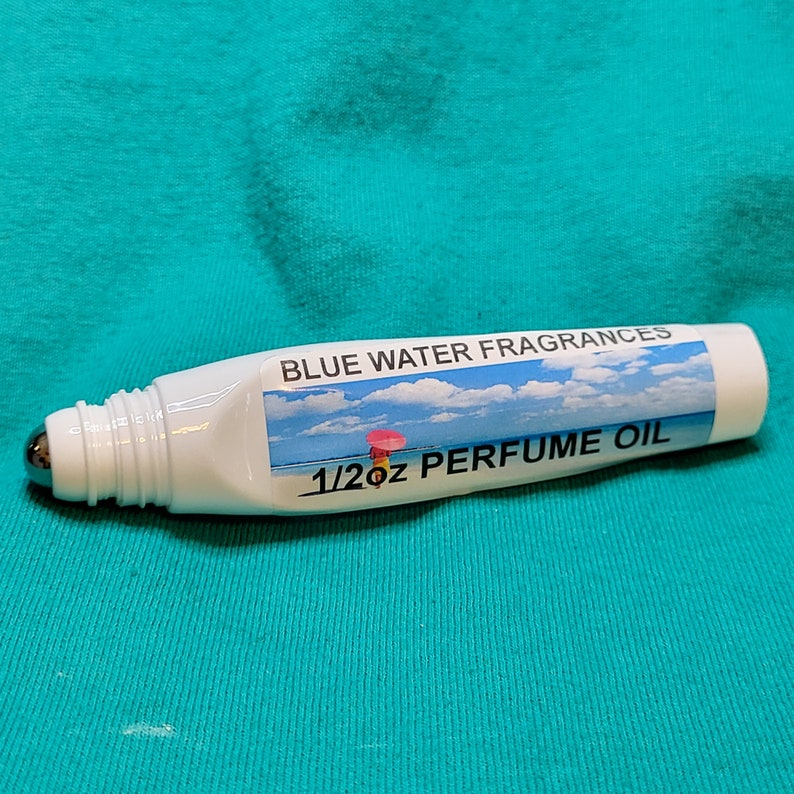 BLUE WATER FRAGRANCES
1/2oz PERFUME OIL